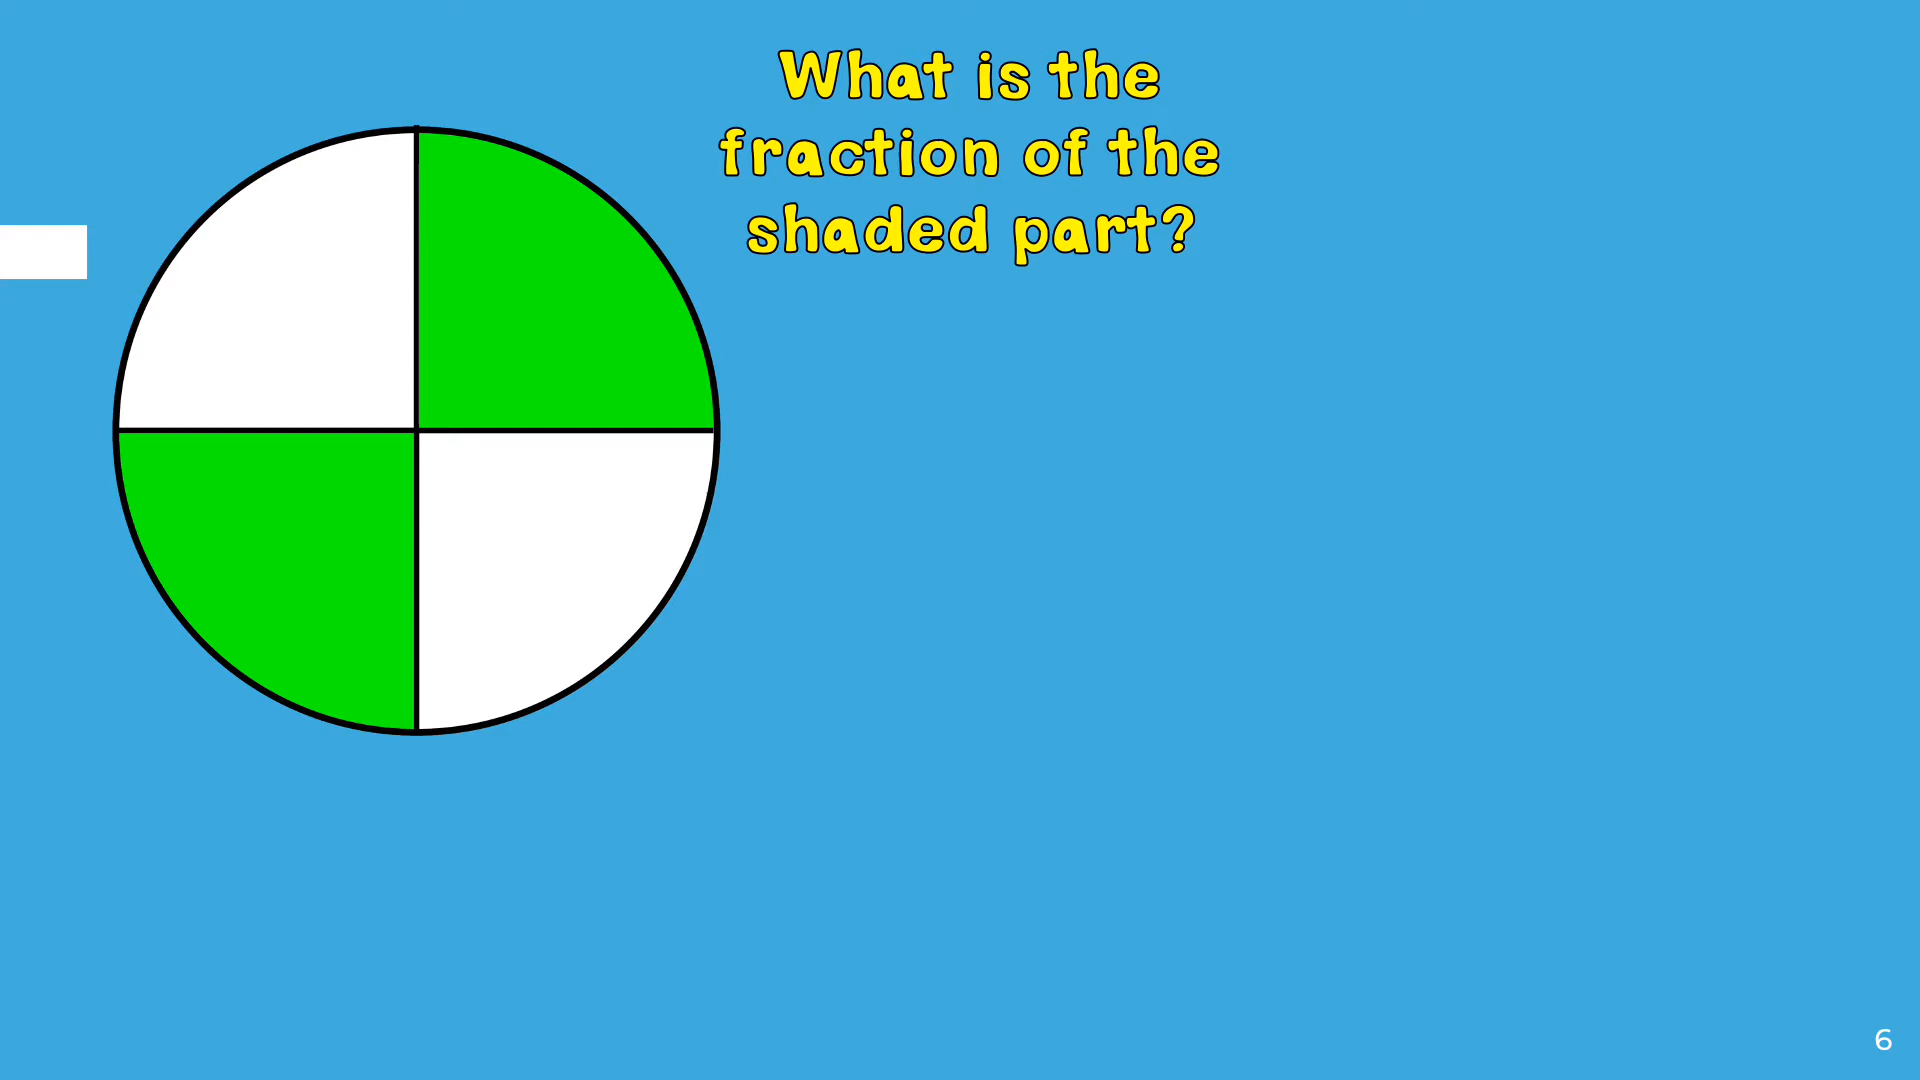 What is the
fraction of the
shaded part?
6